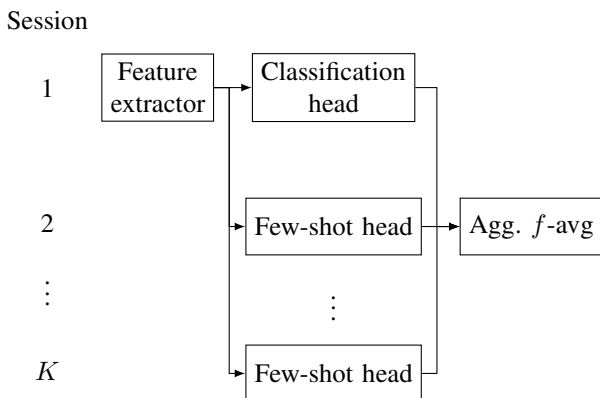 Session
1
Feature
extractor
Classification
head
2
Few-shot head
Agg. f-avg
⋮
⋮
K
Few-shot head